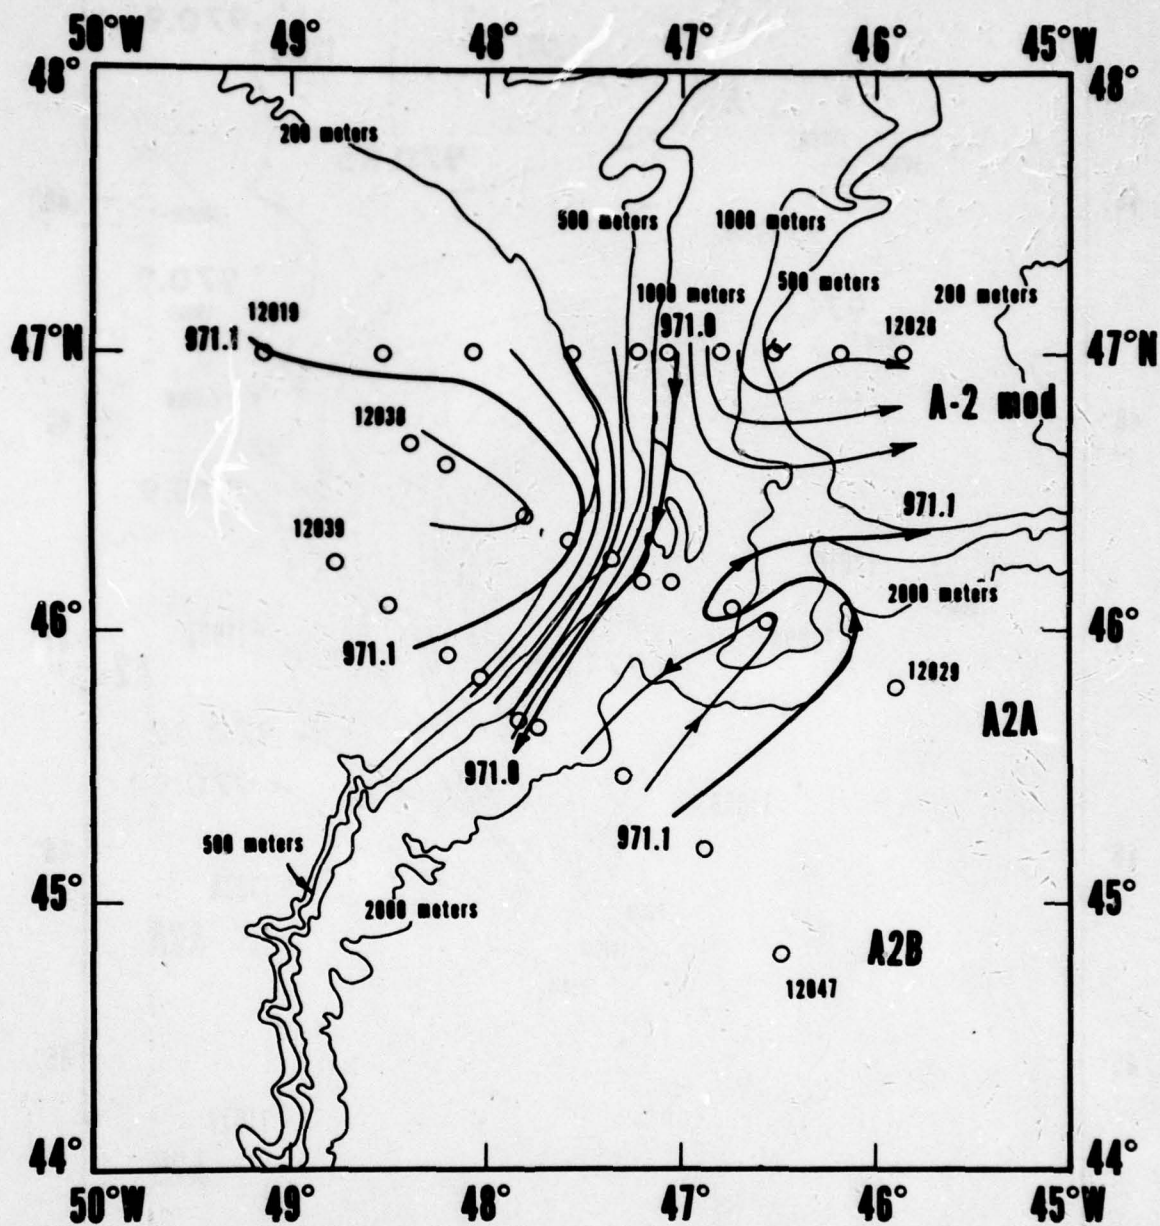 50°W 49° 48° 47° 46° 45°W
48° 48°
200 meters
500 meters 1000 meters
500 meters
1000 meters 200 meters
12019
971.1 971.0 12028
47°N 47°N
A-2 mod
12038
971.1
12039
2000 meters
46° 46°
971.1
12029
A2A
971.0
971.1
500 meters
45° 45°
2000 meters
A2B
12047
44° 44°
50°W 49° 48° 47° 46° 45°W